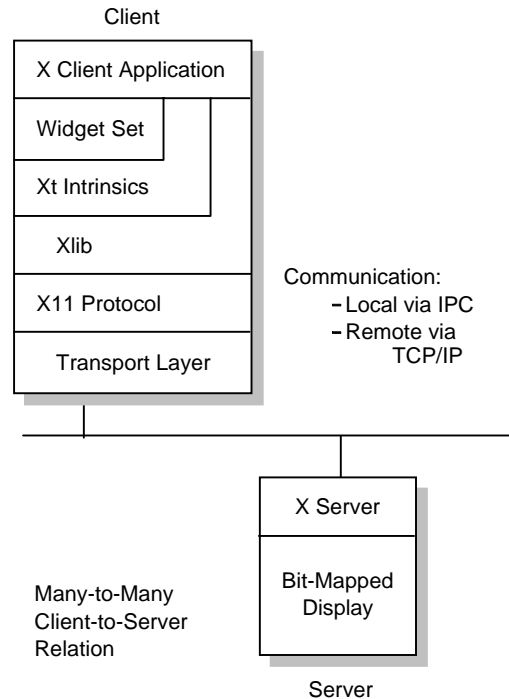 Client
X Client Application
Widget Set
Xt Intrinsics
Xlib
X11 Protocol
Transport Layer
Communication:
- Local via IPC
- Remote via
TCP/IP
X Server
Bit-Mapped
Display
Many-to-Many
Client-to-Server
Relation
Server